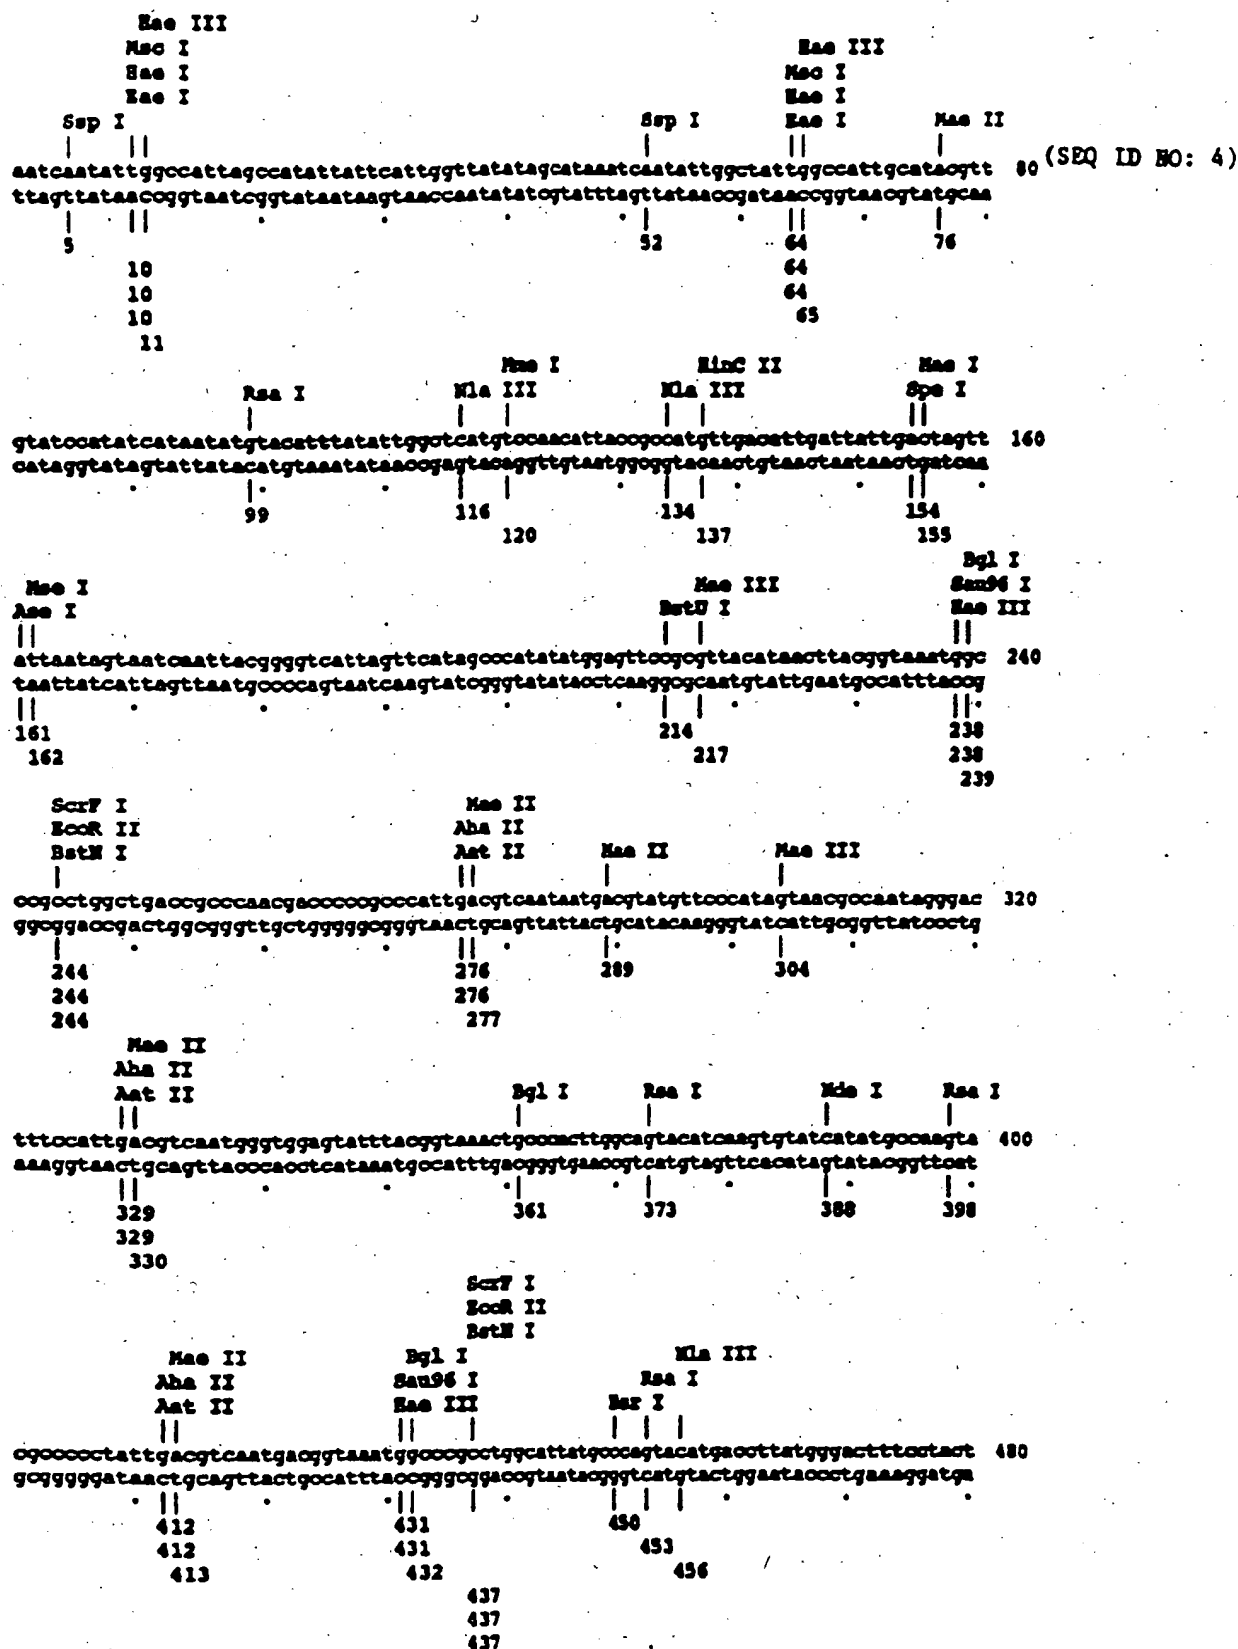 Hae III
Msc I Hae III
Hae I Msc I
Eae I Hae I
Eae I
Ssp I Ssp I Mae II
aatcaatattggccattagccatattattcattggttatatagcataaatcaatattggctattggccattgcatacgtt 80 (SEQ ID NO: 4)
ttagttataaccggtaatcggtataataagtaaccaatatatcgtatttagttataaccgataaccggtaacgtatgcaa
5 52 64 76
10 64
10 64
10 65
11
Mme I HinC II Mae I
Rsa I Nla III Nla III Spe I
gtatccatatcataatatgtacatttatattggctcatgtccaacattaccgccatgttgacattgattattgactagtt 160
cataggtatagtattatacatgtaaatataaccgagtacaggttgtaatggcggtacaactgtaactaataactgatcaa
99 116 134 154
120 137 155
Bgl I
Mse I Mae III Sau96 I
Ase I BstU I Hae III
attaatagtaatcaattacggggtcattagttcatagcccatatatggagttccgcgttacataacttacggtaaatggc 240
taattatcattagttaatgccccagtaatcaagtatcgggtatatacctcaaggcgcaatgtattgaatgccatttaccg
161 214 238
162 217 238
239
ScrF I Mae II
EcoR II Aha II
BstN I Aat II Mae II Mae III
ccgcctggctgaccgcccaacgacccccgcccattgacgtcaataatgacgtatgttcccatagtaacgccaatagggac 320
ggcggaccgactggcgggttgctgggggcgggtaactgcagttattactgcatacaagggtatcattgcggttatccctg
244 276 289 304
244 276
244 277
Mae II
Aha II
Aat II Bgl I Rsa I Nde I Rsa I
tttccattgacgtcaatgggtggagtatttacggtaaactgcccacttggcagtacatcaagtgtatcatatgccaagta 400
aaaggtaactgcagttacccacctcataaatgccatttgacgggtgaaccgtcatgtagttcacatagtatacggttcat
329 361 373 388 398
329
330
ScrF I
EcoR II
BstN I
Mae II Bgl I Nla III
Aha II Sau96 I Rsa I
Aat II Hae III Bsr I
cgccccctattgacgtcaatgacggtaaatggcccgcctggcattatgcccagtacatgaccttatgggactttcctact 480
gcgggggataactgcagttactgccatttaccgggcggaccgtaatacgggtcatgtactggaataccctgaaaggatga
412 431 450
412 431 453
413 432 456
437
437
437